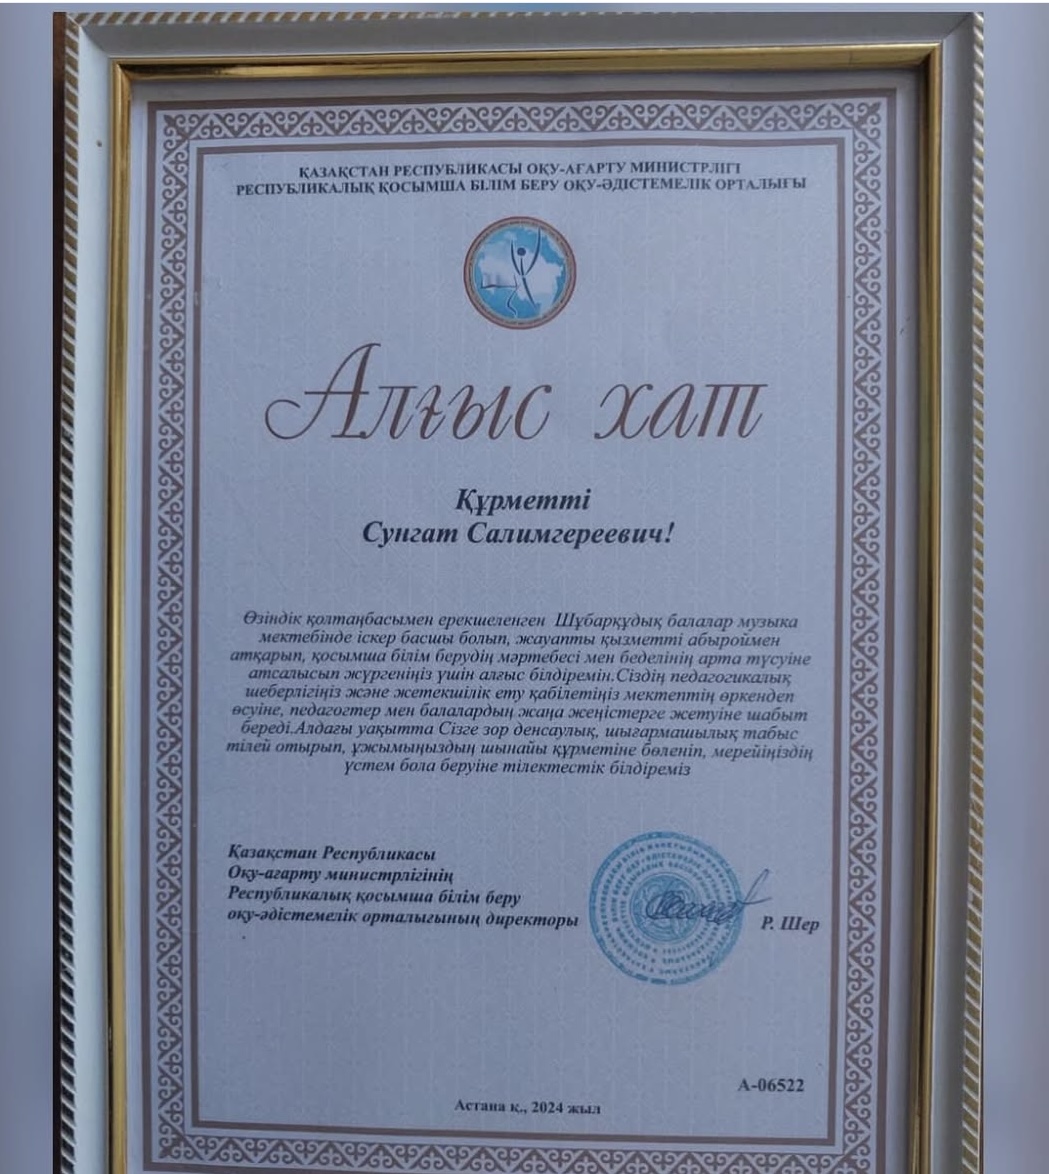 ҚАЗАҚСТАН РЕСПУБЛИКАСЫ ОҚУ-АҒАРТУ МИНИСТРЛІГІ
РЕСПУБЛИКАЛЫҚ ҚОСЫМША БІЛІМ БЕРУ ОҚУ-ӘДІСТЕМЕЛІК ОРТАЛЫҒЫ
Алғыс хат
Құрметті
Сунгат Салимгереевич!
Өзіндік қолтаңбасымен ерекшеленген Шұбарқұдық балалар музыка
мектебінде іскер басшы болып, жауапты қызметті абыроймен
атқарып, қосымша білім берудің мәртебесі мен беделінің арта түсуіне
атсалысып жүргеніңіз үшін алғыс білдіремін.Сіздің педагогикалық
шеберлігіңіз және жетекшілік ету қабілетіңіз мектептің өркендеп
өсуіне, педагогтер мен балалардың жаңа жеңістерге жетуіне шабыт
береді.Алдағы уақытта Сізге зор денсаулық, шығармашылық табыс
тілей отырып, ұжымыңыздың шынайы құрметіне бөленіп, мерейіңіздің
үстем бола беруіне тілектестік білдіреміз
Қазақстан Республикасы
Оқу-ағарту министрлігінің
Республикалық қосымша білім беру
оқу-әдістемелік орталығының директоры
Р. Шер
А-06522
Астана қ., 2024 жыл